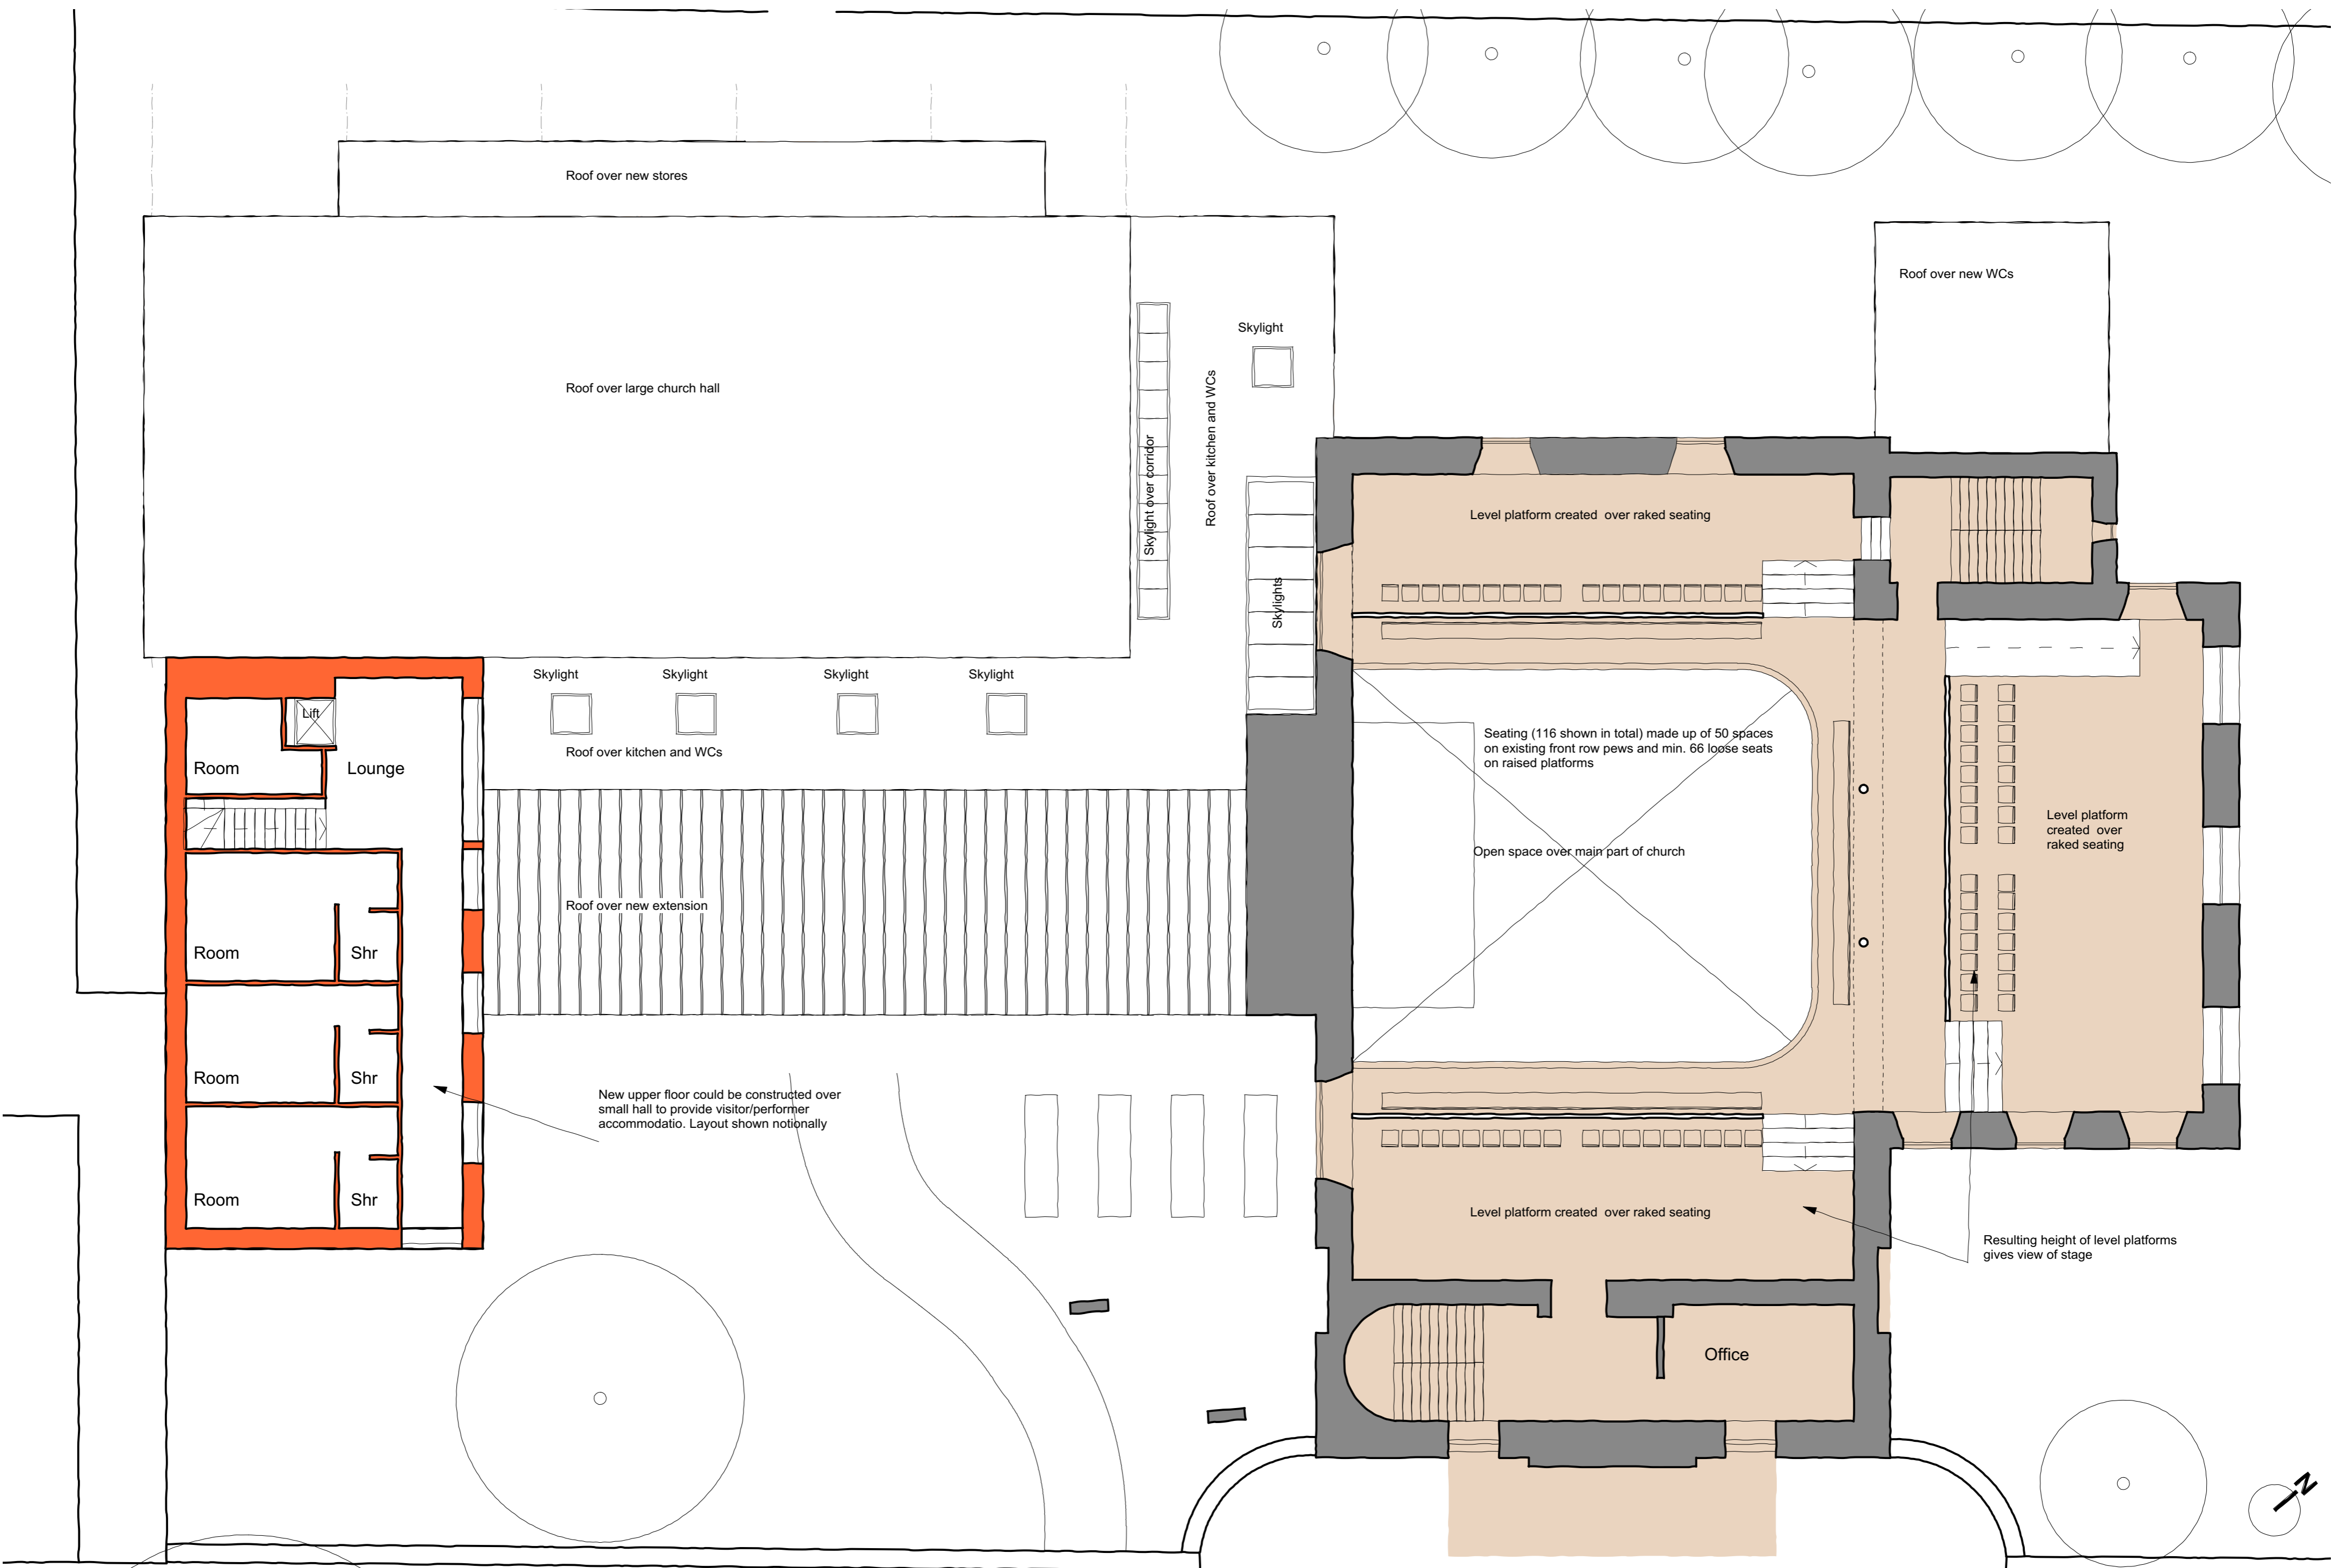 Roof over new stores
Roof over new WCs
Skylight
Roof over large church hall
Skylight over corridor
Roof over kitchen and WCs
Skylights
Level platform created over raked seating
Skylight
Skylight
Skylight
Skylight
Lift
Room
Lounge
Roof over kitchen and WCs
Seating (116 shown in total) made up of 50 spaces
on existing front row pews and min. 66 loose seats
on raised platforms
Level platform
created over
raked seating
Open space over main part of church
Roof over new extension
Room
Shr
Room
Shr
New upper floor could be constructed over
small hall to provide visitor/performer
accommodatio. Layout shown notionally
Room
Shr
Level platform created over raked seating
Resulting height of level platforms
gives view of stage
Office
N